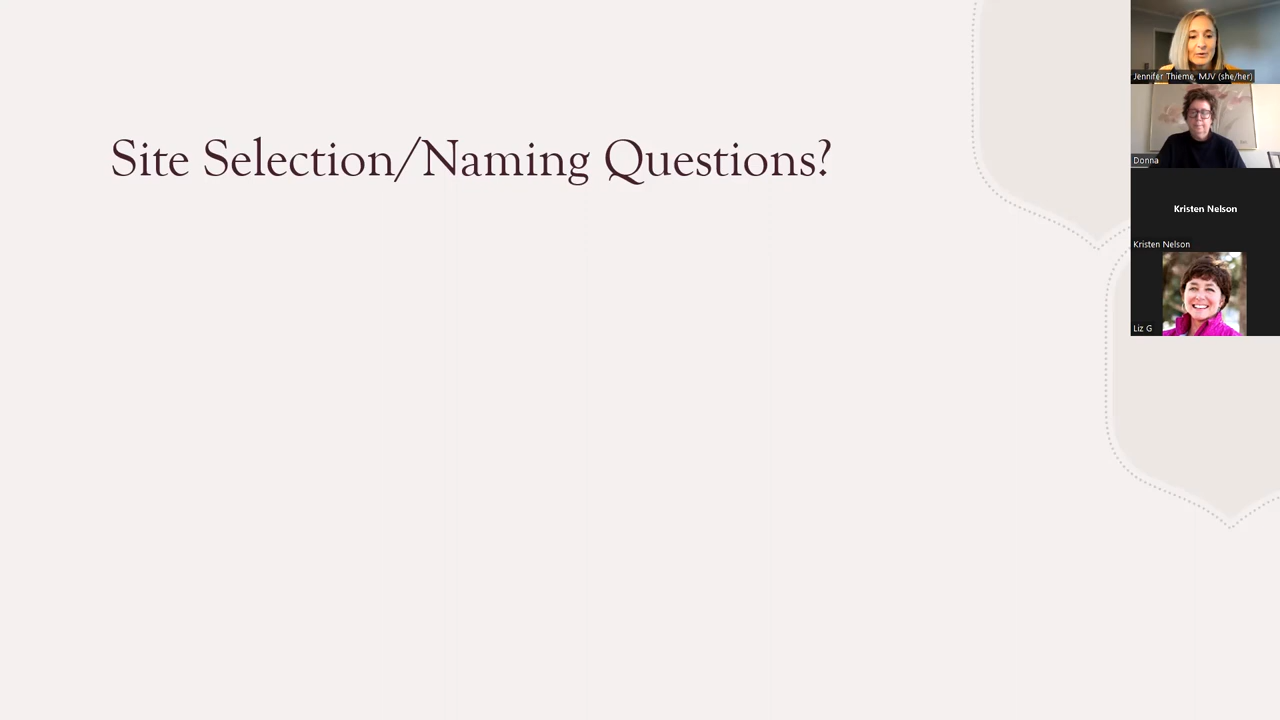 Site Selection/Naming Questions?
Jennifer Thieme, MJV (she/her)
Donna
Kristen Nelson
Kristen Nelson
Liz G